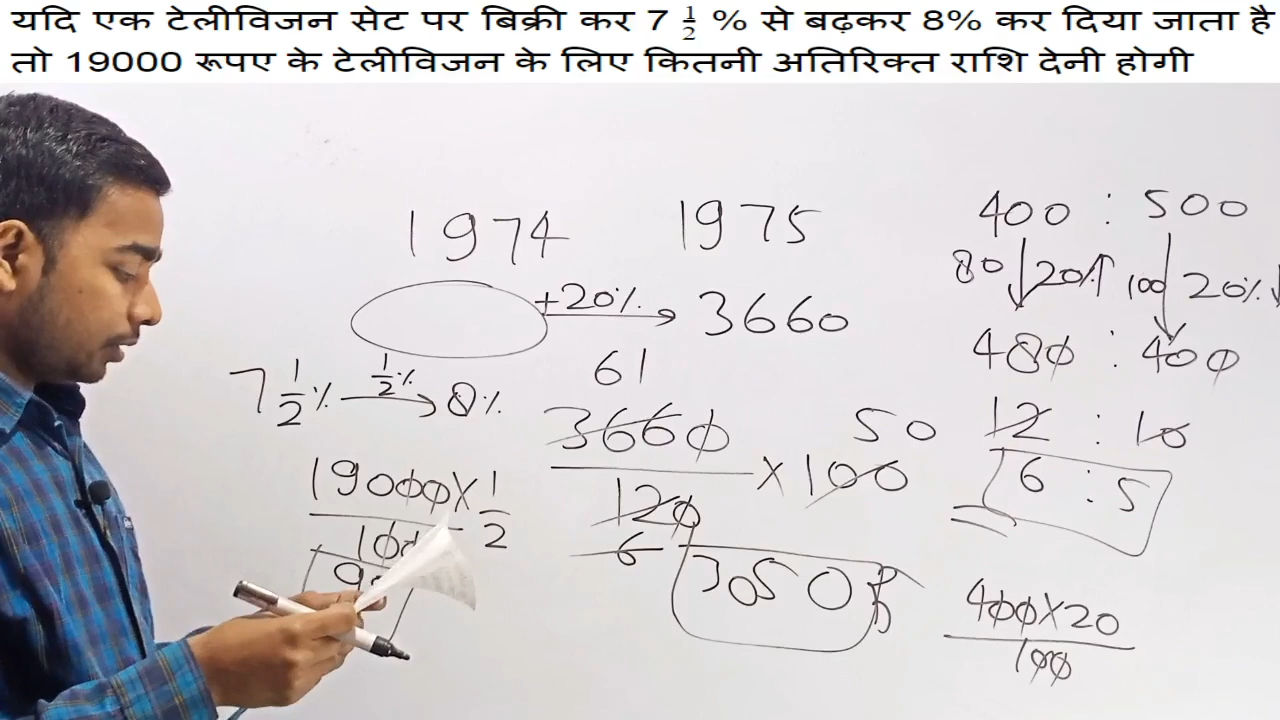 यदि एक टेलीविजन सेट पर बिक्री कर 7 1/2 % से बढ़कर 8% कर दिया जाता है
तो 19000 रूपए के टेलीविजन के लिए कितनी अतिरिक्त राशि देनी होगी
1974 1975
+20% → 3660
7 1/2 % 1/2 % → 8%
19000 × 1/2
100
61
3660 × 100 50
120
6
3050
400 : 500
80 ↓ 20% ↑ 100 ↓ 20% ↓
480 : 400
12 : 10
6 : 5
400 × 20
100